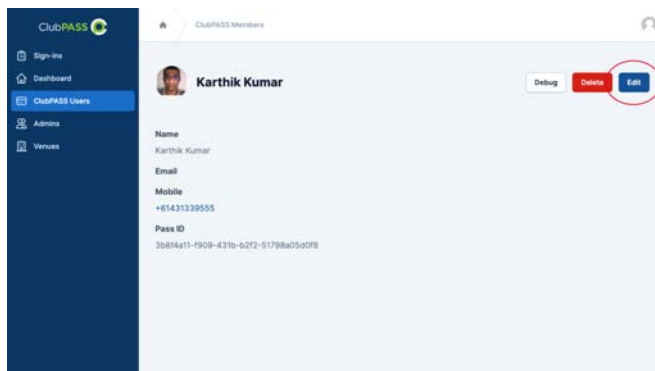 ClubPASS
ClubPASS Members
Sign-ins
Dashboard
ClubPASS Users
Admins
Venues
Karthik Kumar
Debug
Delete
Edit
Name
Karthik Kumar
Email
Mobile
+61431339555
Pass ID
3b8f4a11-f909-431b-b2f2-51798a05d0f8